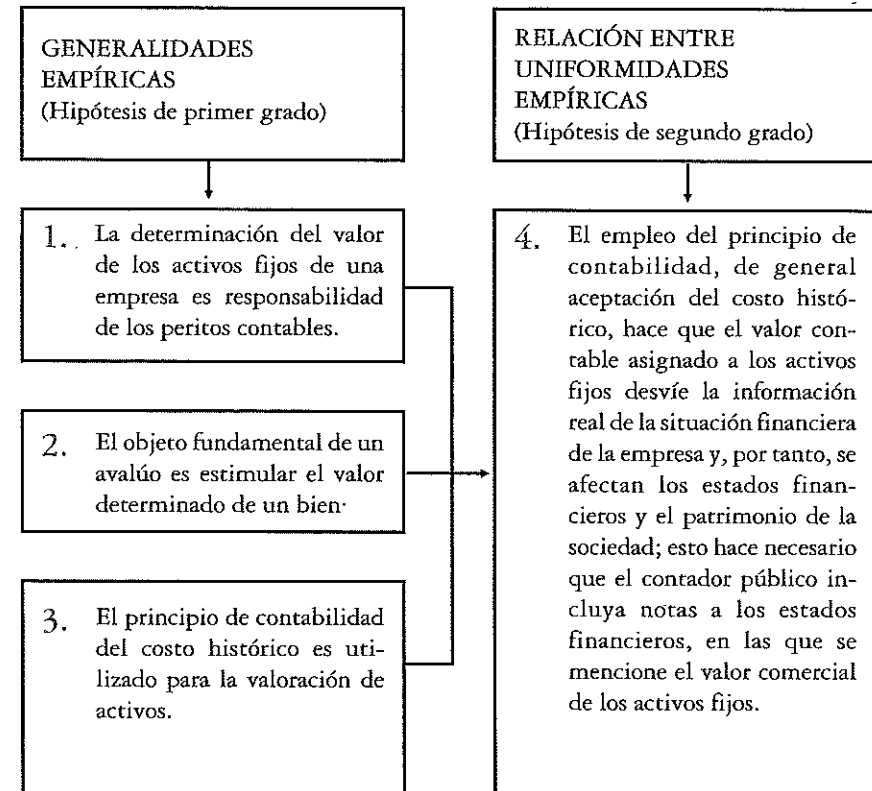 GENERALIDADES
EMPÍRICAS
(Hipótesis de primer grado)
1. La determinación del valor
de los activos fijos de una
empresa es responsabilidad
de los peritos contables.
2. El objeto fundamental de un
avalúo es estimular el valor
determinado de un bien·
3. El principio de contabilidad
del costo histórico es uti-
lizado para la valoración de
activos.
RELACIÓN ENTRE
UNIFORMIDADES
EMPÍRICAS
(Hipótesis de segundo grado)
4. El empleo del principio de
contabilidad, de general
aceptación del costo histó-
rico, hace que el valor con-
table asignado a los activos
fijos desvíe la información
real de la situación financiera
de la empresa y, por tanto, se
afectan los estados finan-
cieros y el patrimonio de la
sociedad; esto hace necesario
que el contador público in-
cluya notas a los estados
financieros, en las que se
mencione el valor comercial
de los activos fijos.